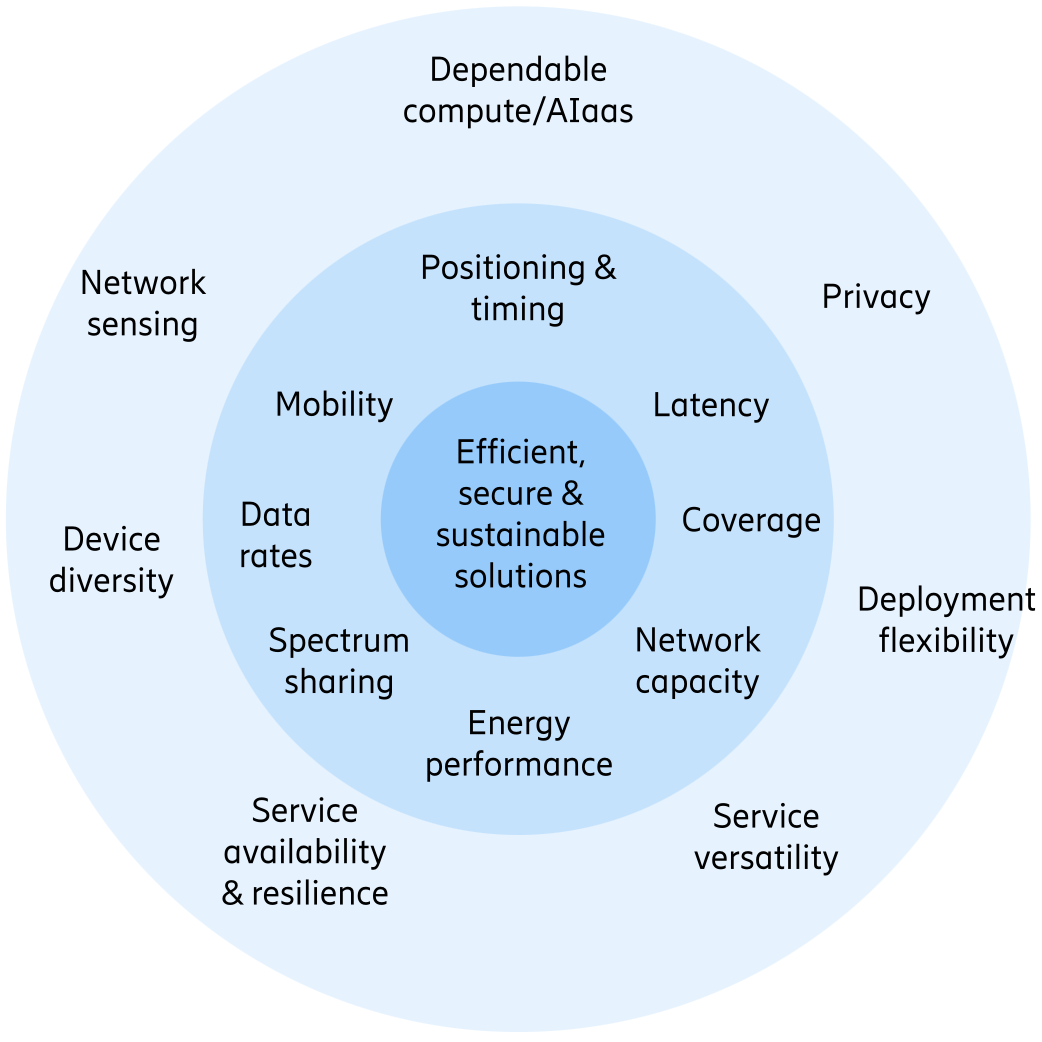 Dependable
compute/AIaas
Network
sensing
Privacy
Positioning &
timing
Mobility
Latency
Efficient,
secure &
sustainable
solutions
Data
rates
Coverage
Device
diversity
Deployment
flexibility
Spectrum
sharing
Network
capacity
Energy
performance
Service
availability
& resilience
Service
versatility